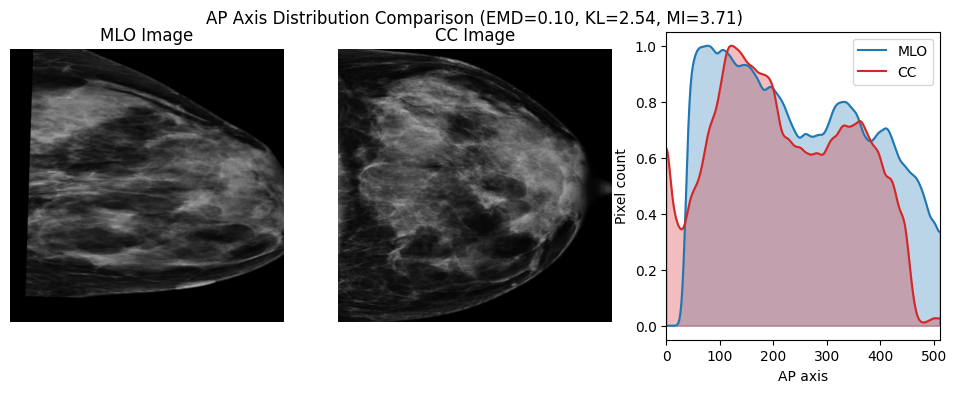 AP Axis Distribution Comparison (EMD=0.10, KL=2.54, MI=3.71)
MLO Image
CC Image
MLO
CC
1.0
0.8
0.6
0.4
0.2
0.0
Pixel count
0 100 200 300 400 500
AP axis